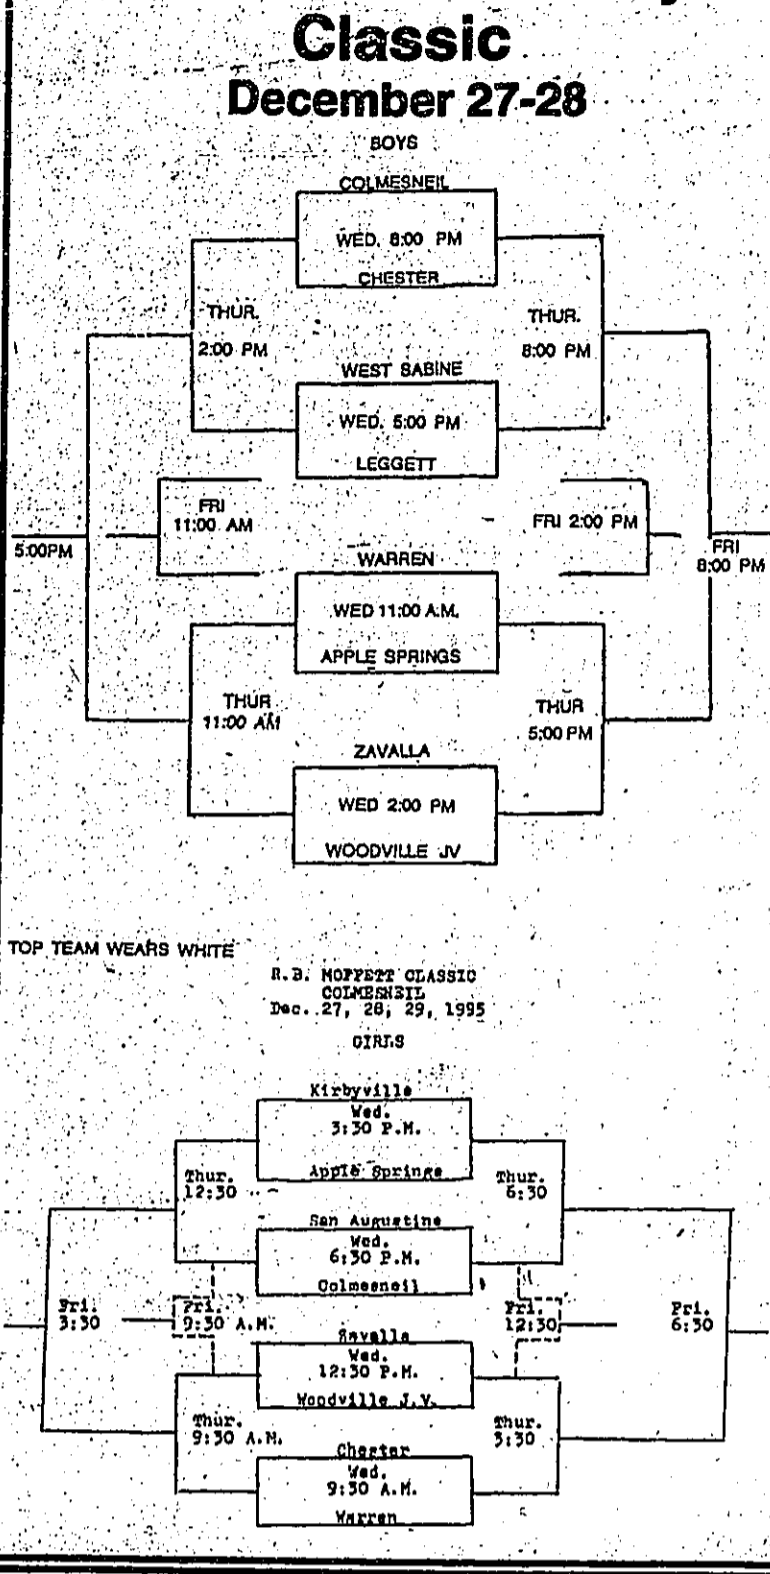 Classic
December 27-28
BOYS
COLMESNEIL
WED. 8:00 PM
CHESTER
THUR.
2:00 PM
THUR.
8:00 PM
WEST SABINE
WED. 5:00 PM
LEGGETT
FRI
11:00 AM
FRI 2:00 PM
5:00PM
FRI
8:00 PM
WARREN
WED 11:00 A.M.
APPLE SPRINGS
THUR
11:00 AM
THUR
5:00 PM
ZAVALLA
WED 2:00 PM
WOODVILLE JV
TOP TEAM WEARS WHITE
R.B. MOFFETT CLASSIC
COLMESNEIL
Dec. 27, 28, 29, 1995
GIRLS
Kirbyville
Wed.
3:30 P.M.
Apple Springs
Thur.
12:30
Thur.
6:30
San Augustine
Wed.
6:30 P.M.
Colmesneil
Fri.
3:30
Fri.
9:30 A.M.
Fri.
12:30
Fri.
6:30
Zavalla
Wed.
12:30 P.M.
Woodville J.V.
Thur.
9:30 A.M.
Thur.
3:30
Chester
Wed.
9:30 A.M.
Warren